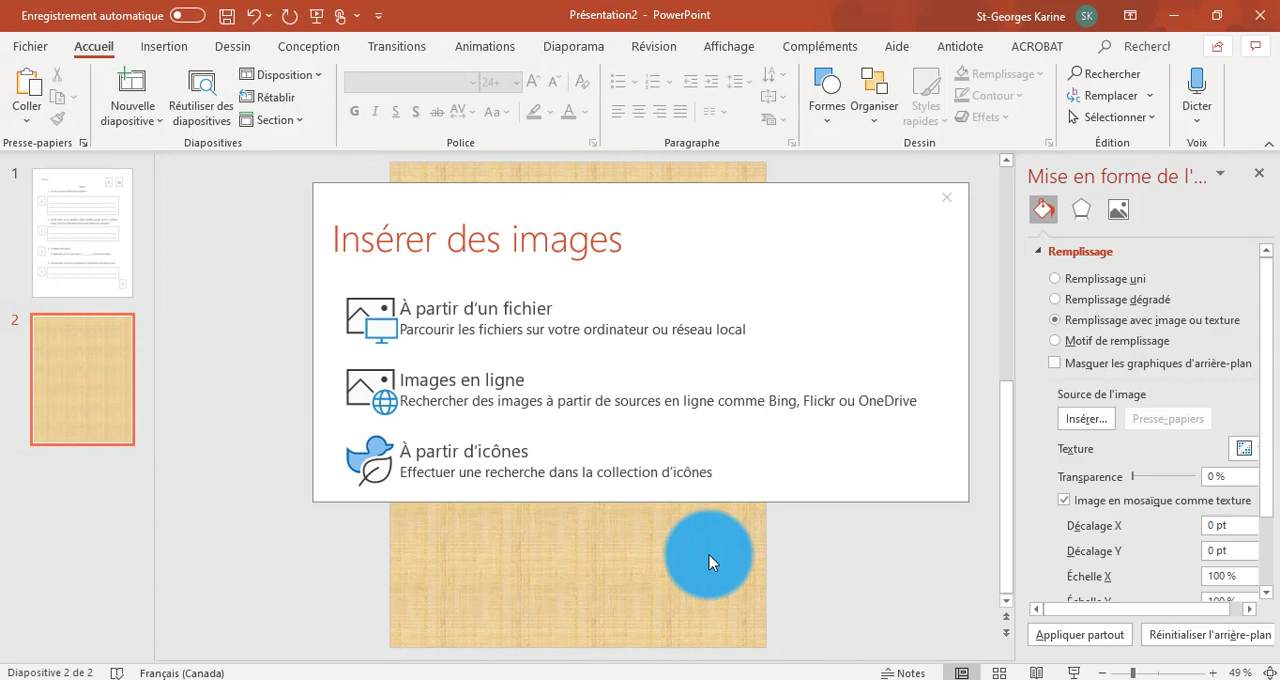 Enregistrement automatique
Présentation2 - PowerPoint
St-Georges Karine
SK
Fichier Accueil Insertion Dessin Conception Transitions Animations Diaporama Révision Affichage Compléments Aide Antidote ACROBAT Recherch
Coller
Presse-papiers
Nouvelle diapositive
Réutiliser des diapositives
Disposition
Rétablir
Section
Diapositives
24+
G I S S ab AV Aa A
Police
Paragraphe
Formes
Organiser
Styles rapides
Remplissage
Contour
Effets
Dessin
Rechercher
Remplacer
Sélectionner
Édition
Dicter
Voix
1
2
Insérer des images
À partir d'un fichier
Parcourir les fichiers sur votre ordinateur ou réseau local
Images en ligne
Rechercher des images à partir de sources en ligne comme Bing, Flickr ou OneDrive
À partir d'icônes
Effectuer une recherche dans la collection d'icônes
Mise en forme de l'...
Remplissage
Remplissage uni
Remplissage dégradé
Remplissage avec image ou texture
Motif de remplissage
Masquer les graphiques d'arrière-plan
Source de l'image
Insérer... Presse-papiers
Texture
Transparence 0 %
Image en mosaïque comme texture
Décalage X 0 pt
Décalage Y 0 pt
Échelle X 100 %
Appliquer partout Réinitialiser l'arrière-plan
Diapositive 2 de 2 Français (Canada) Notes 49 %